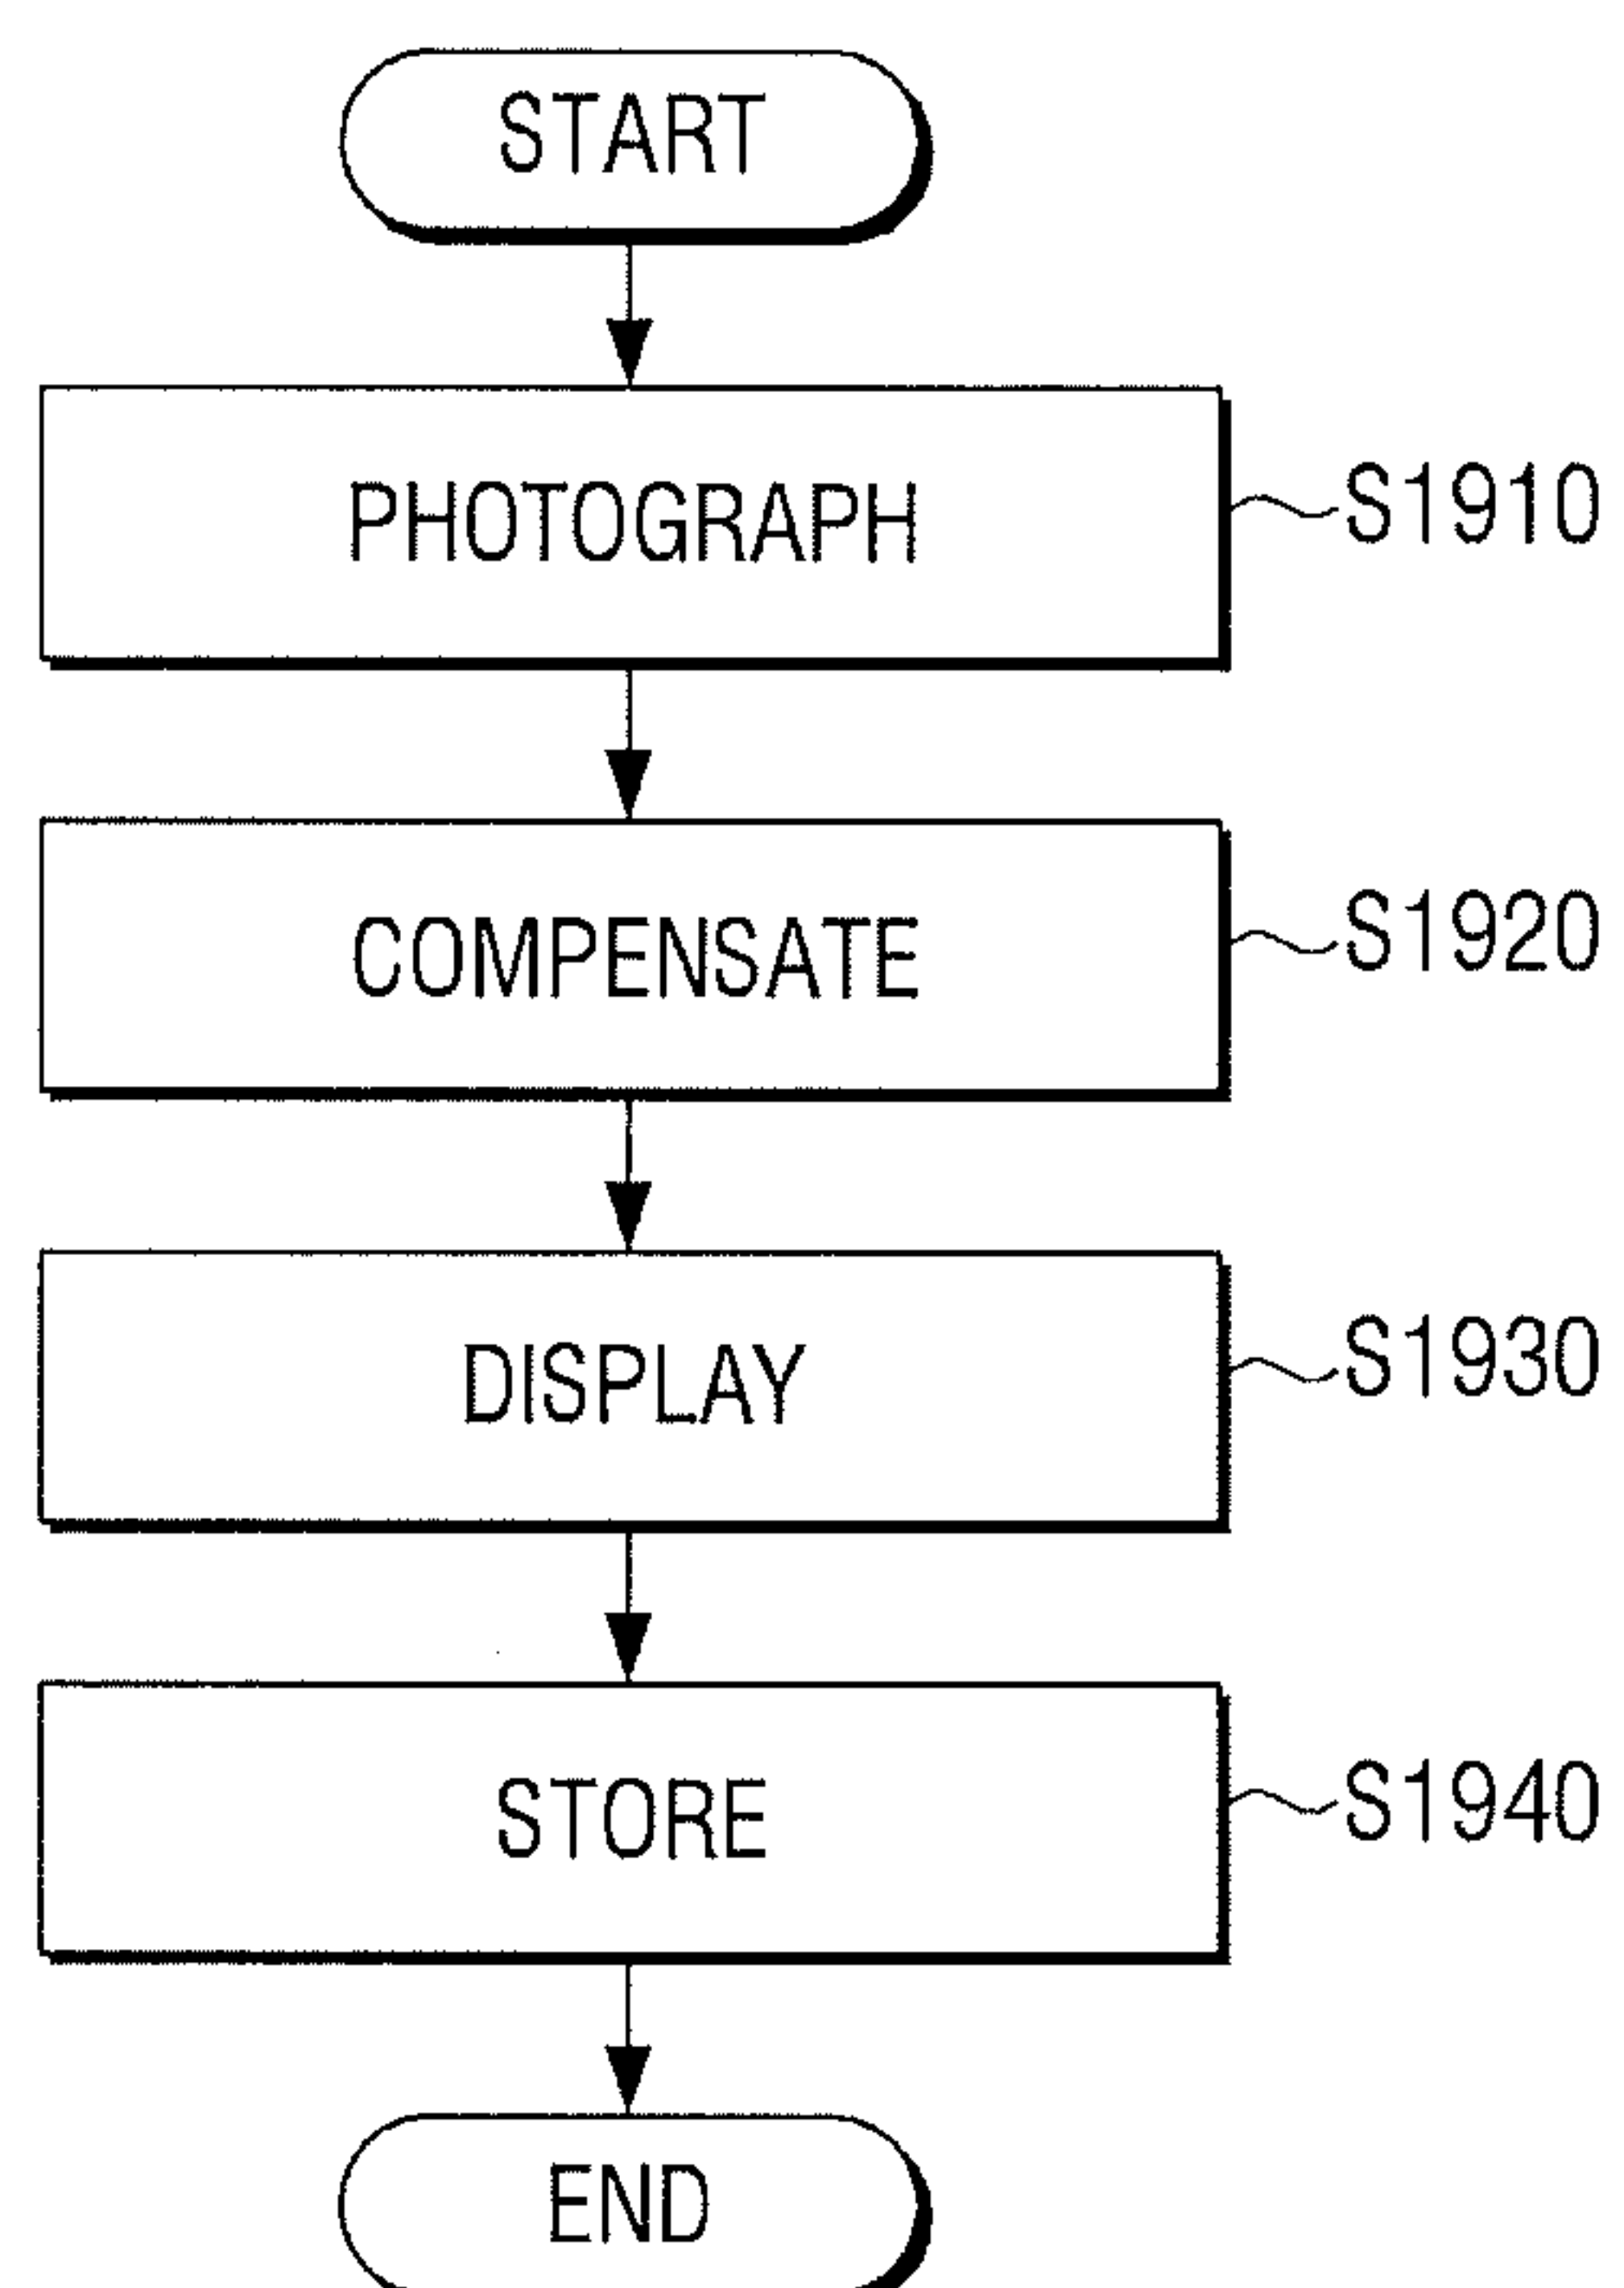 START
PHOTOGRAPH S1910
COMPENSATE S1920
DISPLAY S1930
STORE S1940
END